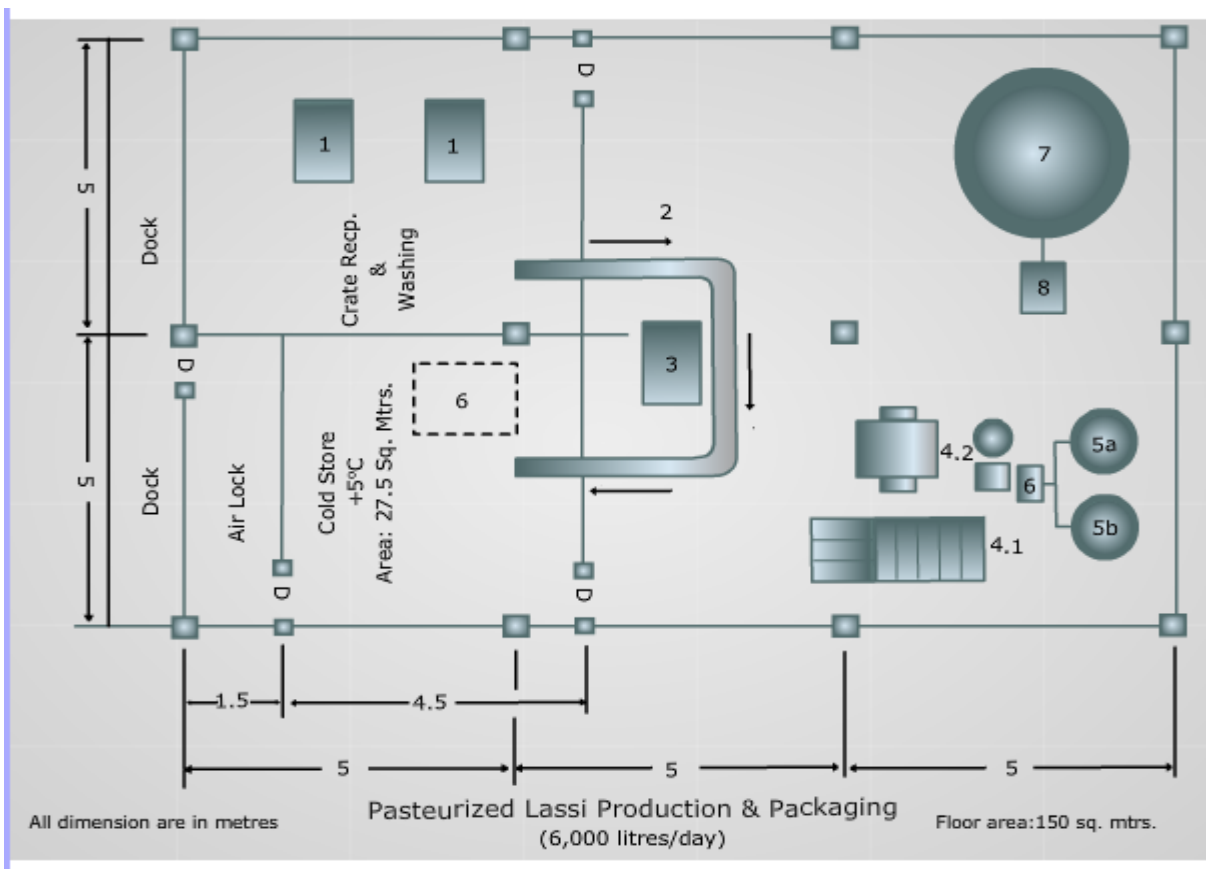 D
1
1
7
2
5
Dock
Crate Recp.
&
Washing
8
D
3
6
5
Dock
Air Lock
Cold Store
+5ºC
Area: 27.5 Sq. Mtrs.
4.2
6
5a
5b
4.1
D
D
1.5
4.5
5
5
5
Pasteurized Lassi Production & Packaging
(6,000 litres/day)
All dimension are in metres
Floor area:150 sq. mtrs.